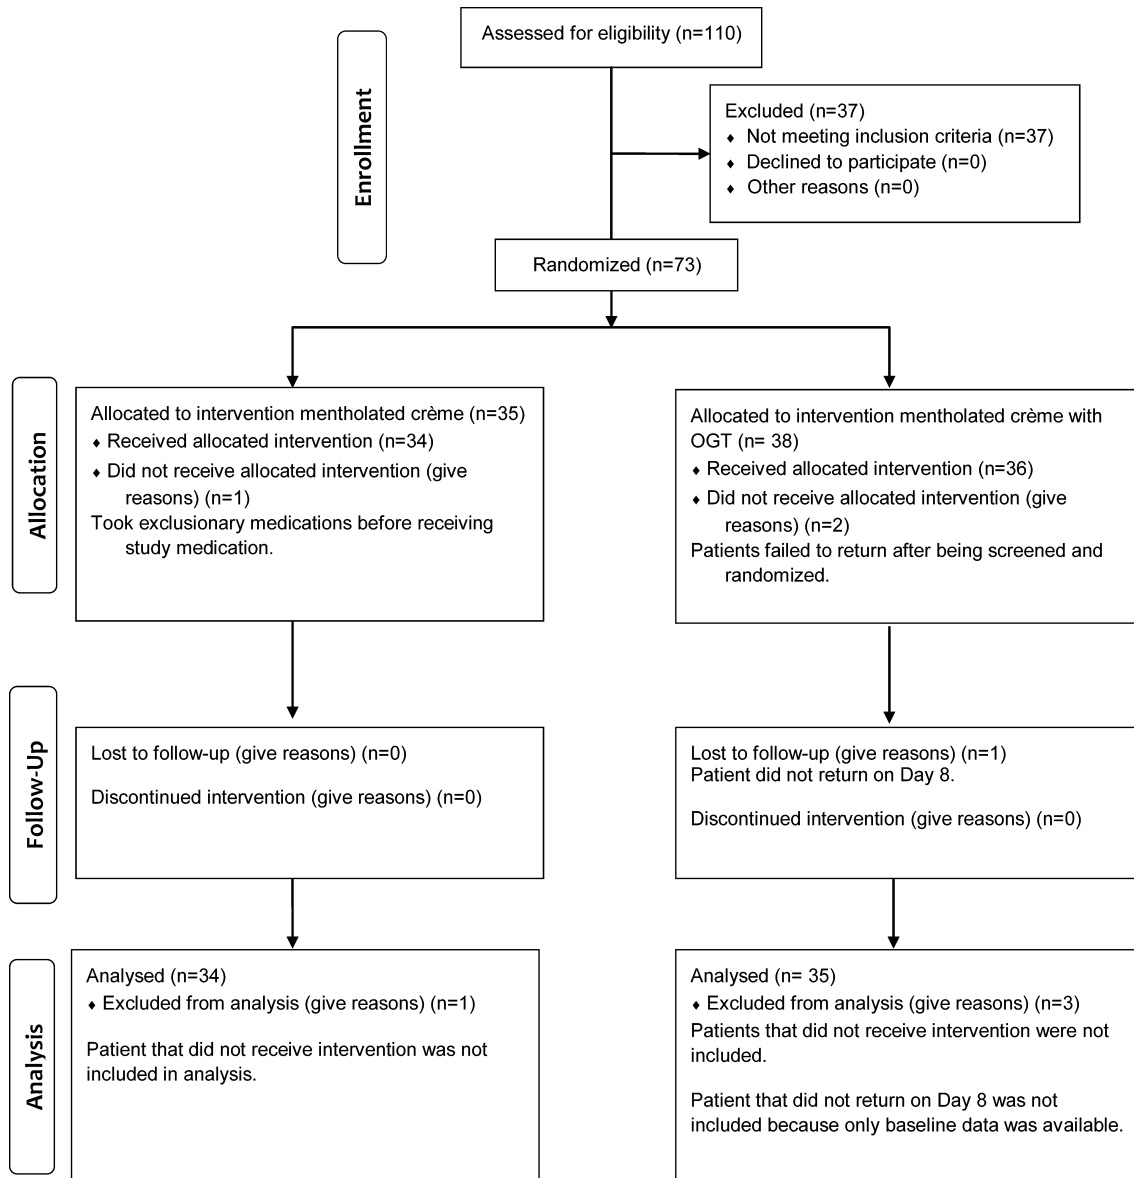 Assessed for eligibility (n=110)
Enrollment
Excluded (n=37)
♦ Not meeting inclusion criteria (n=37)
♦ Declined to participate (n=0)
♦ Other reasons (n=0)
Randomized (n=73)
Allocation
Allocated to intervention mentholated crème (n=35)
♦ Received allocated intervention (n=34)
♦ Did not receive allocated intervention (give
reasons) (n=1)
Took exclusionary medications before receiving
study medication.
Allocated to intervention mentholated crème with
OGT (n= 38)
♦ Received allocated intervention (n=36)
♦ Did not receive allocated intervention (give
reasons) (n=2)
Patients failed to return after being screened and
randomized.
Follow-Up
Lost to follow-up (give reasons) (n=0)
Discontinued intervention (give reasons) (n=0)
Lost to follow-up (give reasons) (n=1)
Patient did not return on Day 8.
Discontinued intervention (give reasons) (n=0)
Analysis
Analysed (n=34)
♦ Excluded from analysis (give reasons) (n=1)
Patient that did not receive intervention was not
included in analysis.
Analysed (n= 35)
♦ Excluded from analysis (give reasons) (n=3)
Patients that did not receive intervention were not
included.
Patient that did not return on Day 8 was not
included because only baseline data was available.